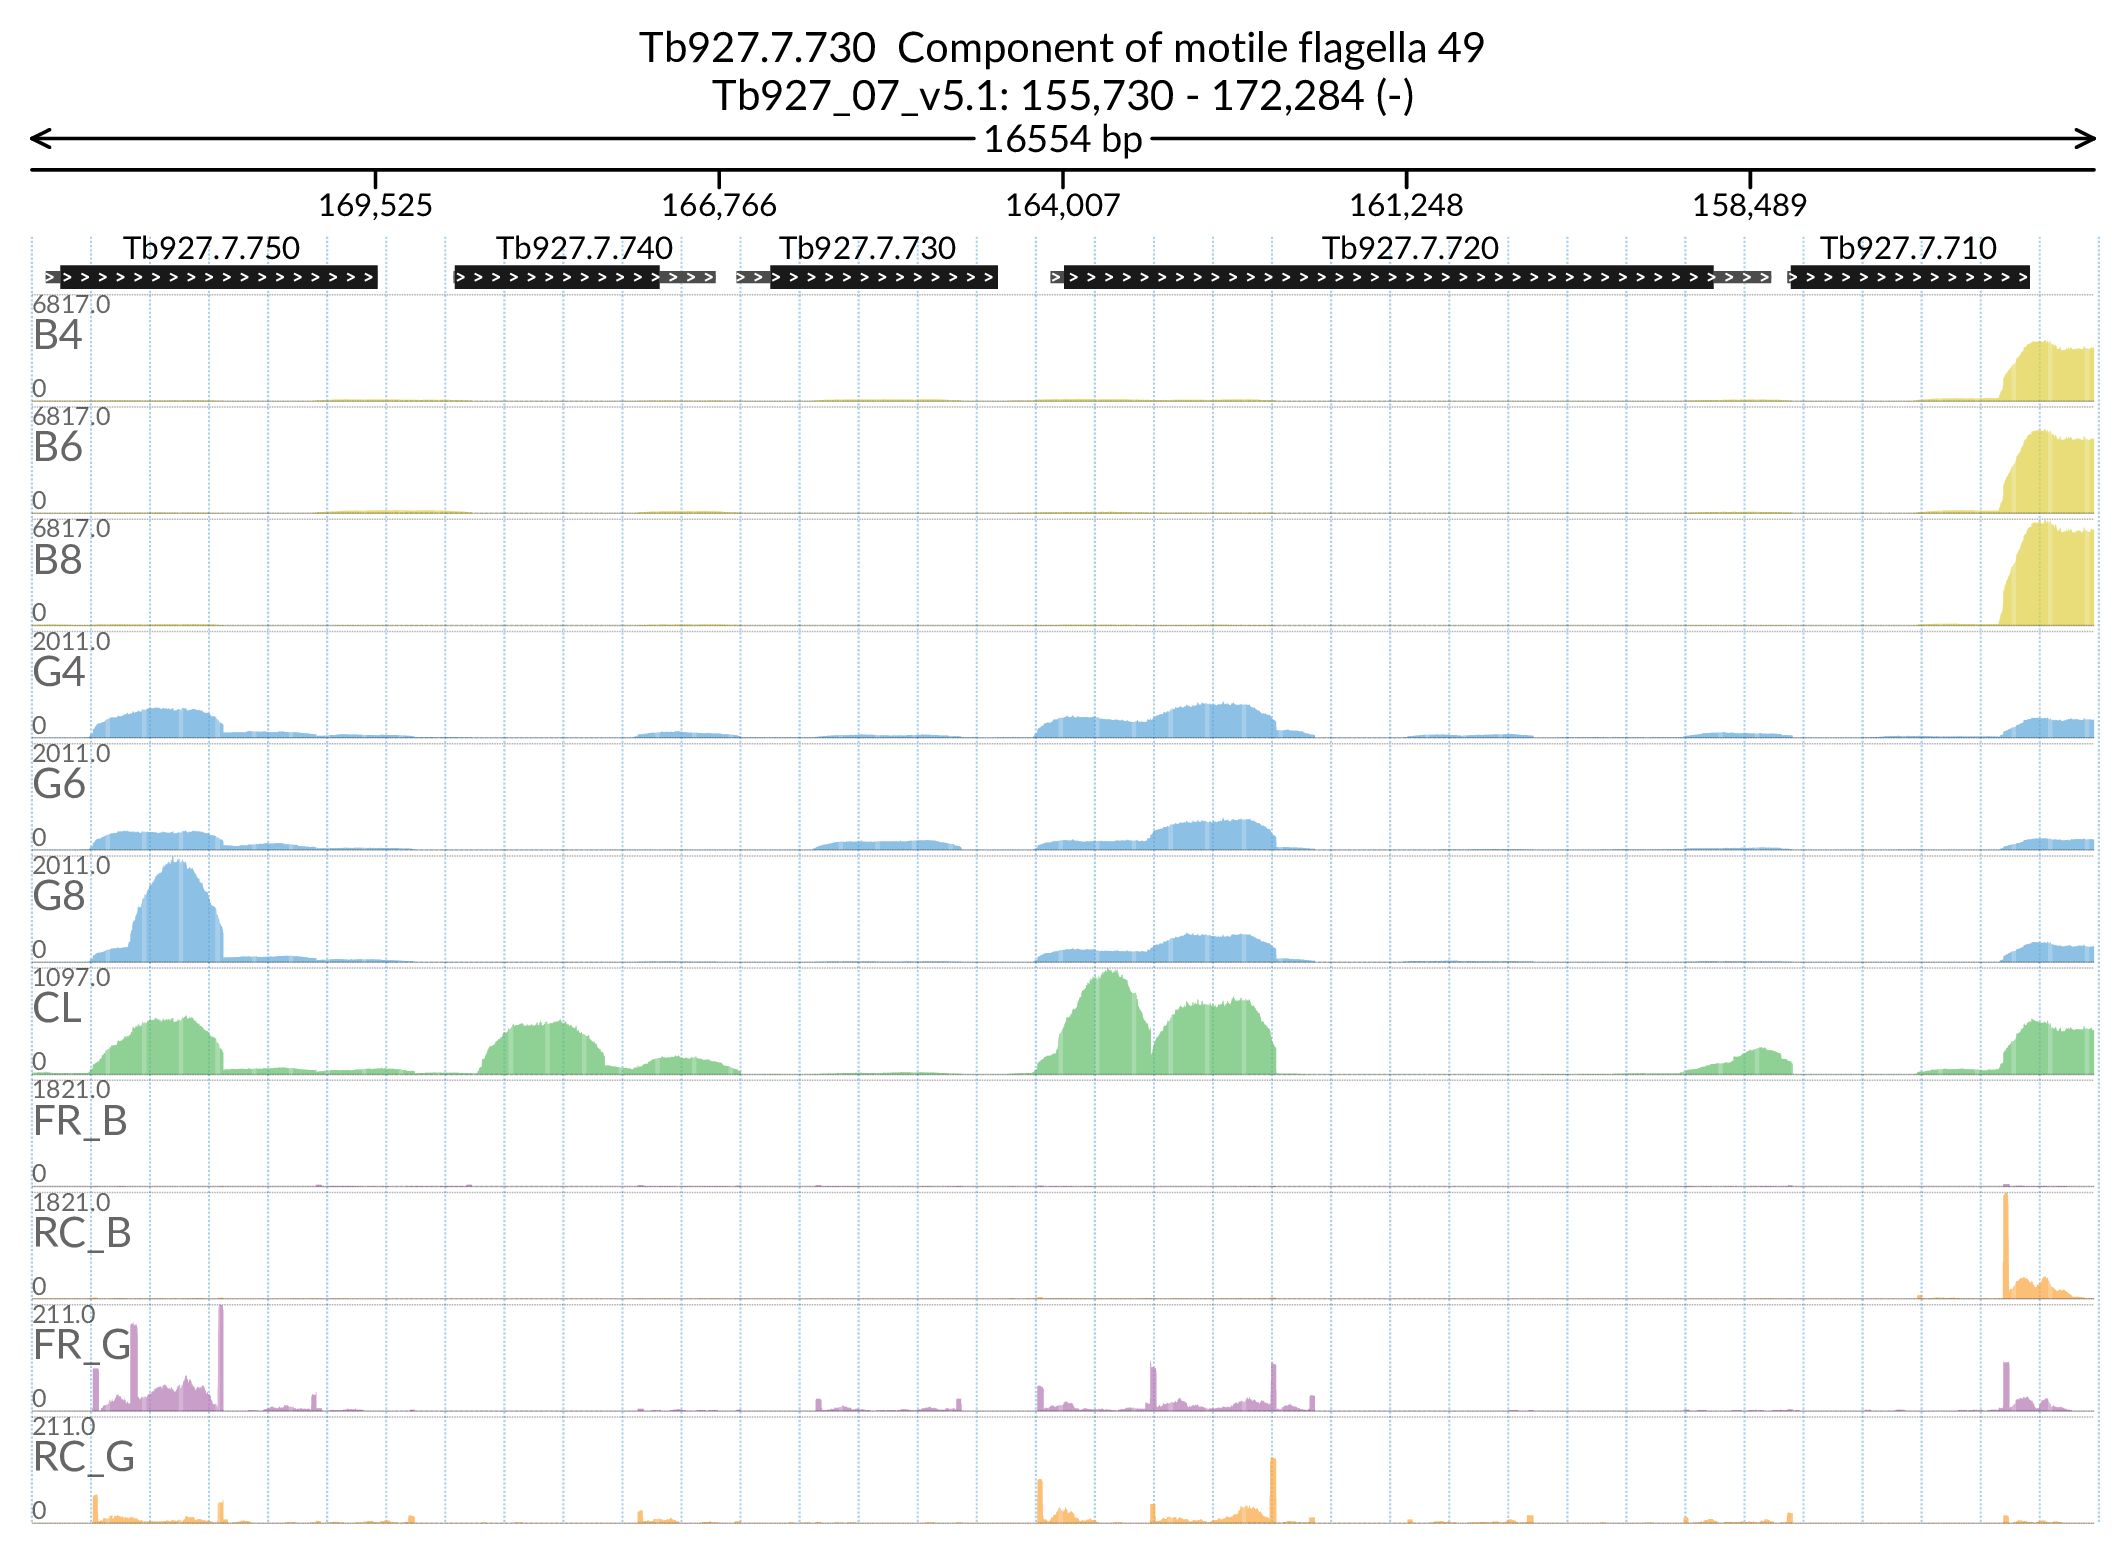 Tb927.7.730  Component of motile flagella 49
Tb927_07_v5.1: 155,730 - 172,284 (-)
16554 bp
169,525 166,766 164,007 161,248 158,489
Tb927.7.750 Tb927.7.740 Tb927.7.730 Tb927.7.720 Tb927.7.710
6817.0
B4
0
6817.0
B6
0
6817.0
B8
0
2011.0
G4
0
2011.0
G6
0
2011.0
G8
0
1097.0
CL
0
1821.0
FR_B
0
1821.0
RC_B
0
211.0
FR_G
0
211.0
RC_G
0